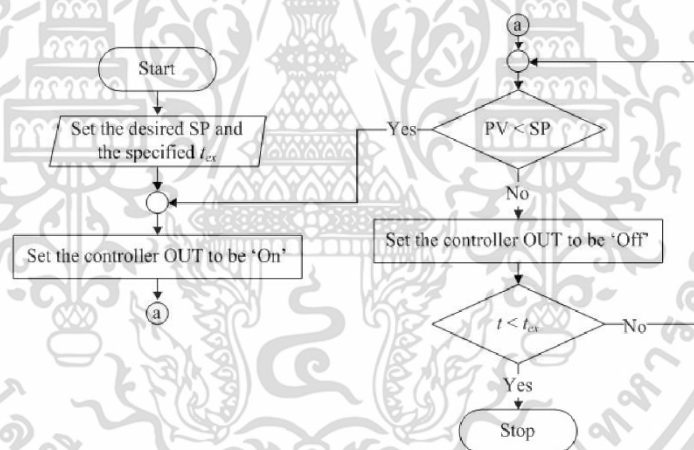 Start
Set the desired SP and
the specified t_ex
Set the controller OUT to be ‘On’
a
a
PV < SP
Yes
No
Set the controller OUT to be ‘Off’
t < t_ex
No
Yes
Stop